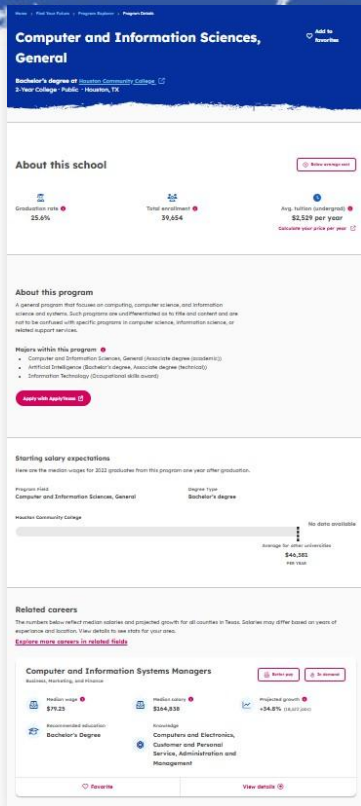 Home › Find Your Future › Program Explorer › Program Details
Computer and Information Sciences,
General
Add to
favorites
Bachelor's degree at Houston Community College
2-Year College · Public · Houston, TX
About this school
Below average cost
Graduation rate
25.6%
Total enrollment
39,654
Avg. tuition (undergrad)
$2,529 per year
Calculate your price per year
About this program
A general program that focuses on computing, computer science, and information
science and systems. Such programs are undifferentiated as to title and content and are
not to be confused with specific programs in computer science, information science, or
related support services.
Majors within this program
• Computer and Information Sciences, General (Associate degree (academic))
• Artificial Intelligence (Bachelor's degree, Associate degree (technical))
• Information Technology (Occupational skills award)
Apply with ApplyTexas
Starting salary expectations
Here are the median wages for 2022 graduates from this program one year after graduation.
Program Field
Computer and Information Sciences, General
Degree Type
Bachelor's degree
Houston Community College
No data available
Average for other universities
$46,381
PER YEAR
Related careers
The numbers below reflect median salaries and projected growth for all counties in Texas. Salaries may differ based on years of
experience and location. View details to see stats for your area.
Explore more careers in related fields
Computer and Information Systems Managers
Business, Marketing, and Finance
Better pay
In demand
Median wage
$79.25
Median salary
$164,838
Projected growth
+34.8%
Recommended education
Bachelor's Degree
Knowledge
Computers and Electronics,
Customer and Personal
Service, Administration and
Management
Favorite
View details